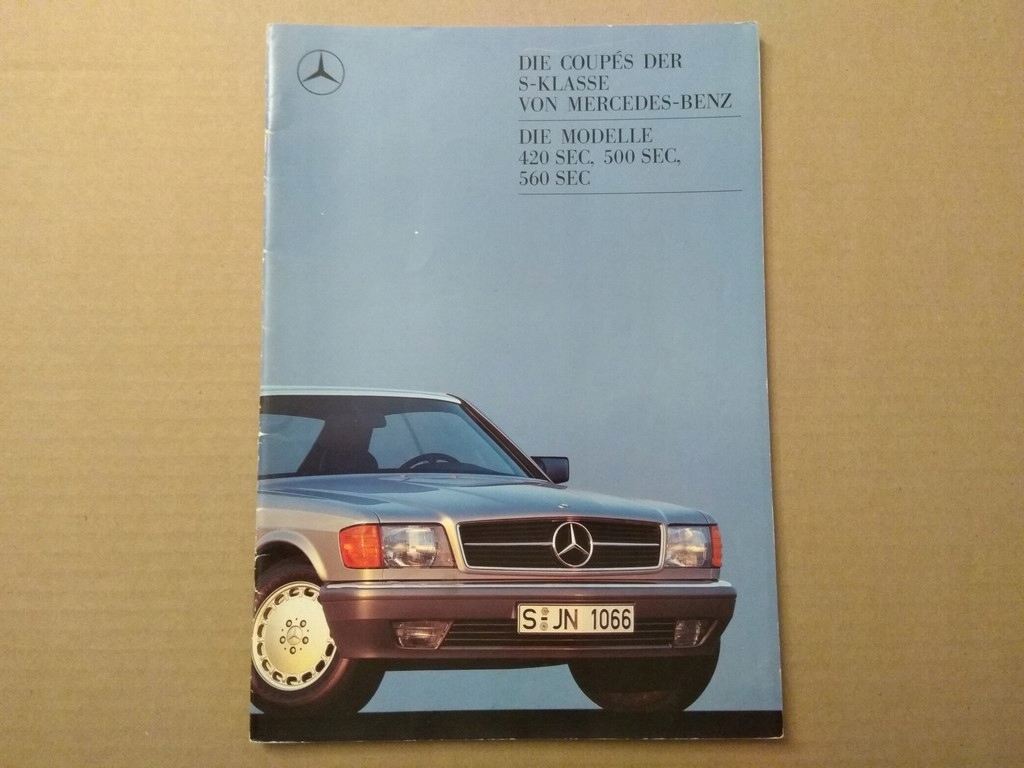 DIE COUPÉS DER
S-KLASSE
VON MERCEDES-BENZ
DIE MODELLE
420 SEC, 500 SEC,
560 SEC
S JN 1066